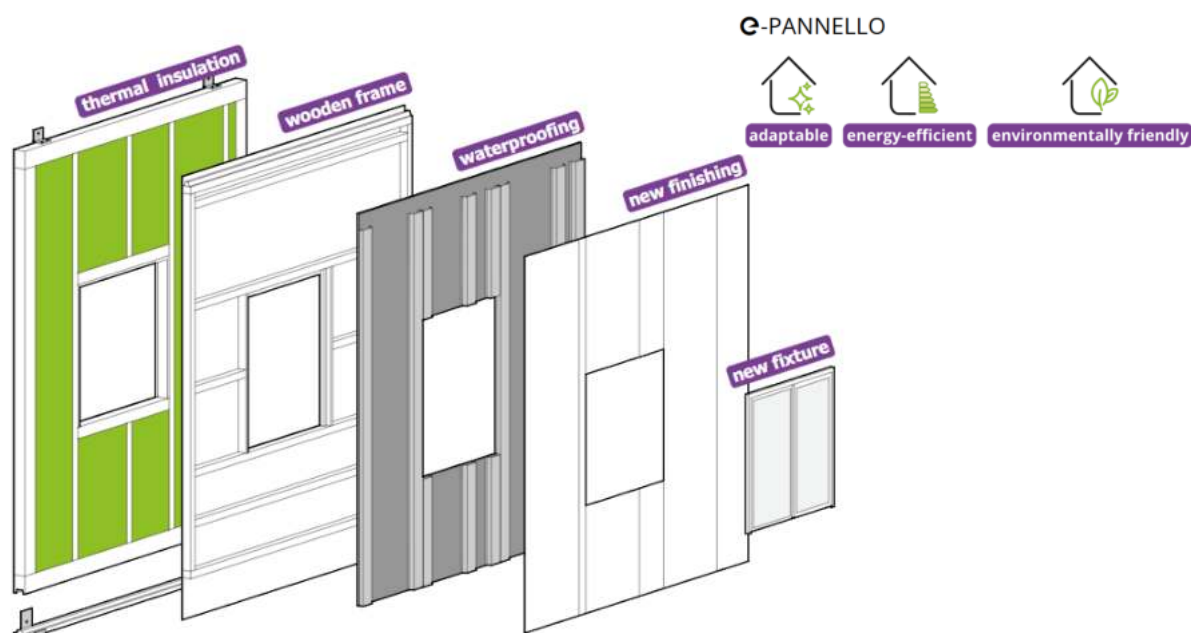 e-PANNELLO
adaptable
energy-efficient
environmentally friendly
thermal insulation
wooden frame
waterproofing
new finishing
new fixture